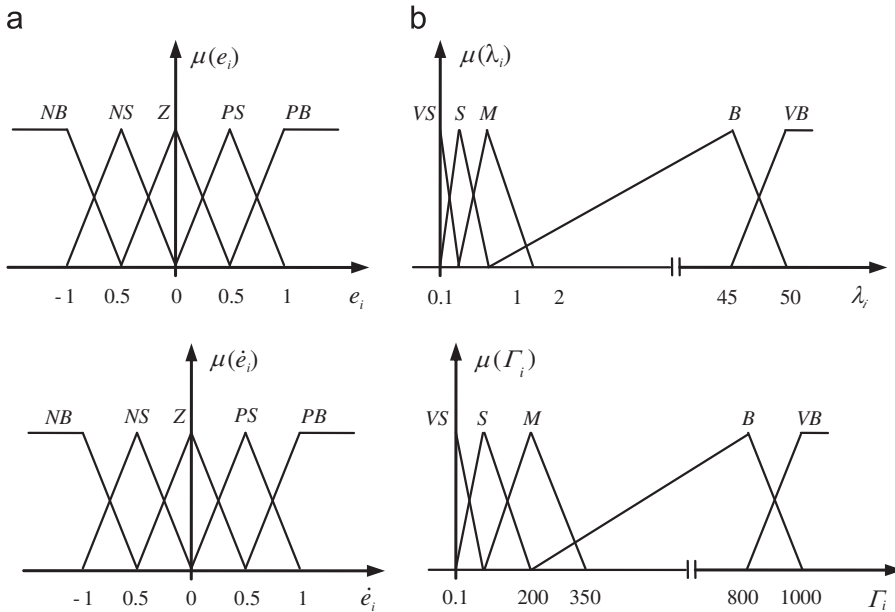 a
μ(e_i)
NB NS Z PS PB
-1 0.5 0 0.5 1 e_i
b
μ(λ_i)
VS S M B VB
0.1 1 2 45 50 λ_i
μ(ė_i)
NB NS Z PS PB
-1 0.5 0 0.5 1 ė_i
μ(Γ_i)
VS S M B VB
0.1 200 350 800 1000 Γ_i